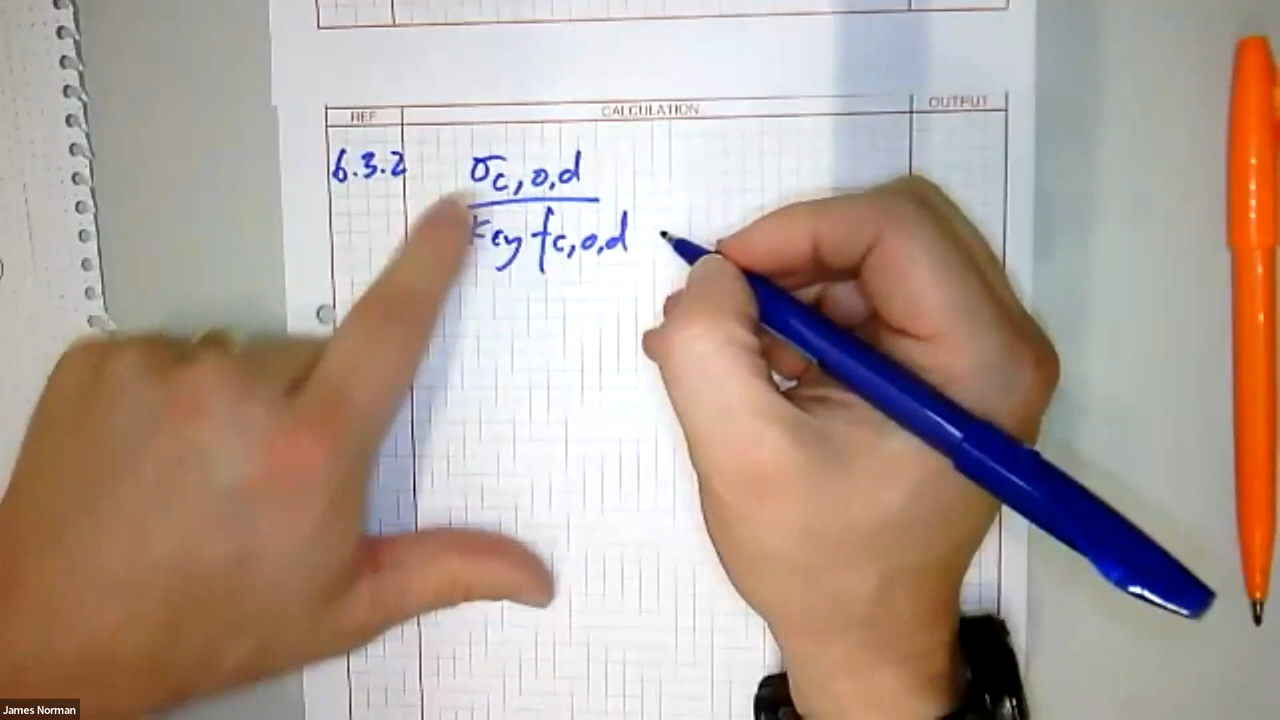 REF CALCULATION OUTPUT
6.3.2 σc,0,d
kcy fc,0,d
James Norman